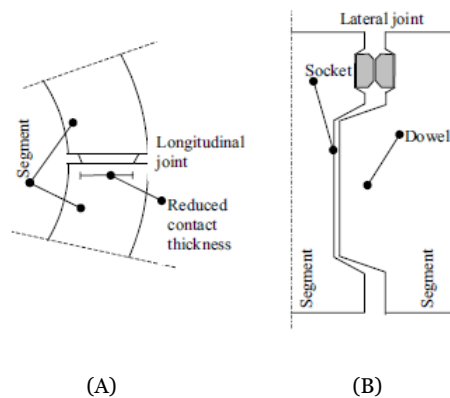 Segment
Longitudinal
joint
Reduced
contact
thickness
(A)
Lateral joint
Socket
Dowel
Segment
Segment
(B)